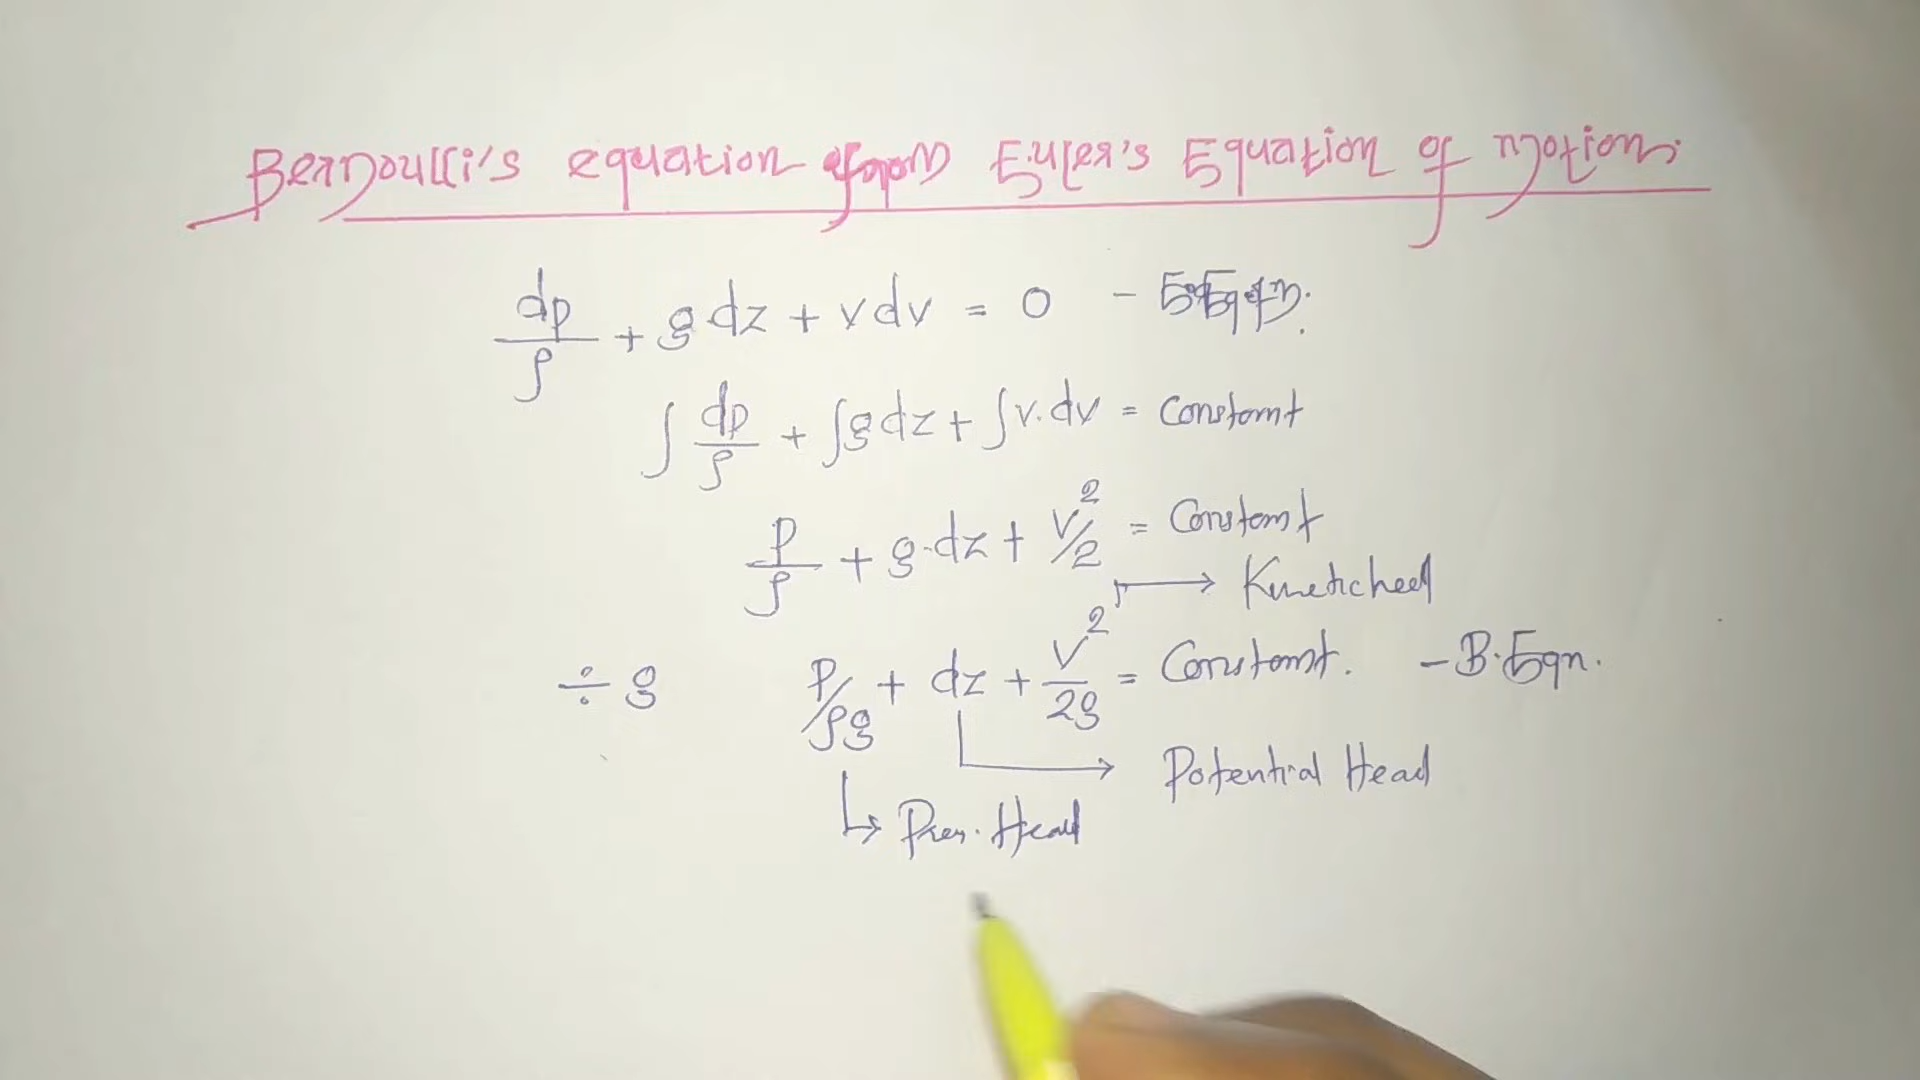 Bernoulli's equation from Euler's Equation of motion.
dp/ρ + g dz + v dv = 0 -
∫ dp/ρ + ∫g dz + ∫v.dv = Constant
p/ρ + g.dz + v²/2 = Constant
→ Kinetic head
÷ g P/ρg + dz + v²/2g = Constant. - B.Eqn.
→ Potential Head
→ Pres. Head